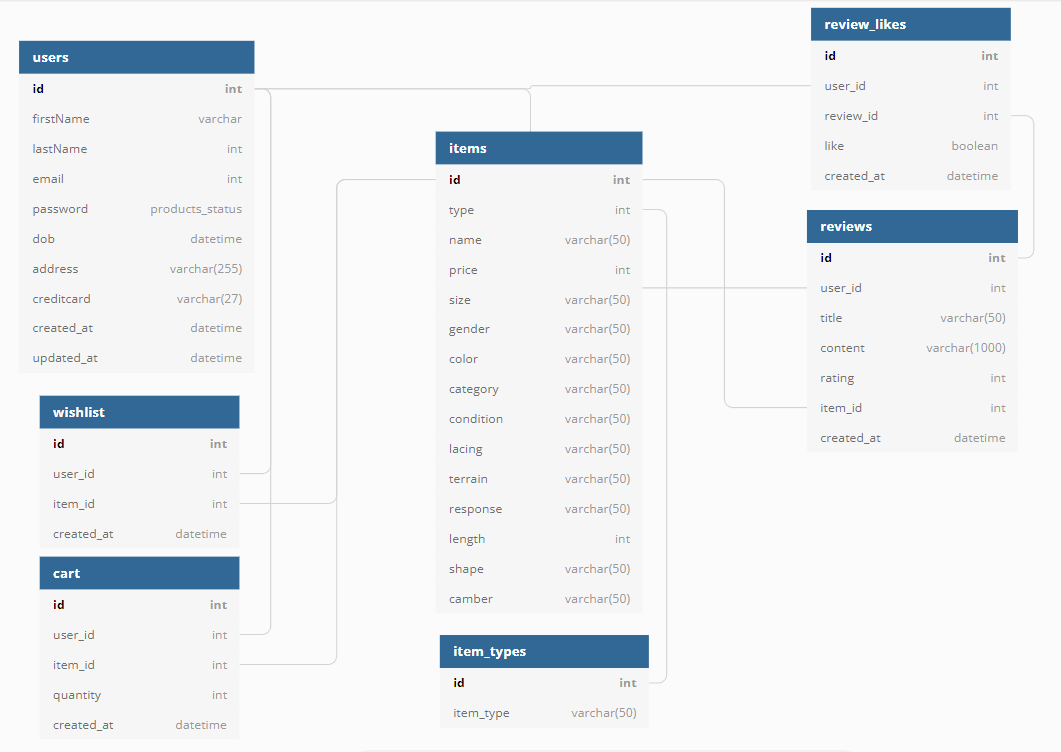 users
id int
firstName varchar
lastName int
email int
password products_status
dob datetime
address varchar(255)
creditcard varchar(27)
created_at datetime
updated_at datetime
wishlist
id int
user_id int
item_id int
created_at datetime
cart
id int
user_id int
item_id int
quantity int
created_at datetime
items
id int
type int
name varchar(50)
price int
size varchar(50)
gender varchar(50)
color varchar(50)
category varchar(50)
condition varchar(50)
lacing varchar(50)
terrain varchar(50)
response varchar(50)
length int
shape varchar(50)
camber varchar(50)
item_types
id int
item_type varchar(50)
review_likes
id int
user_id int
review_id int
like boolean
created_at datetime
reviews
id int
user_id int
title varchar(50)
content varchar(1000)
rating int
item_id int
created_at datetime